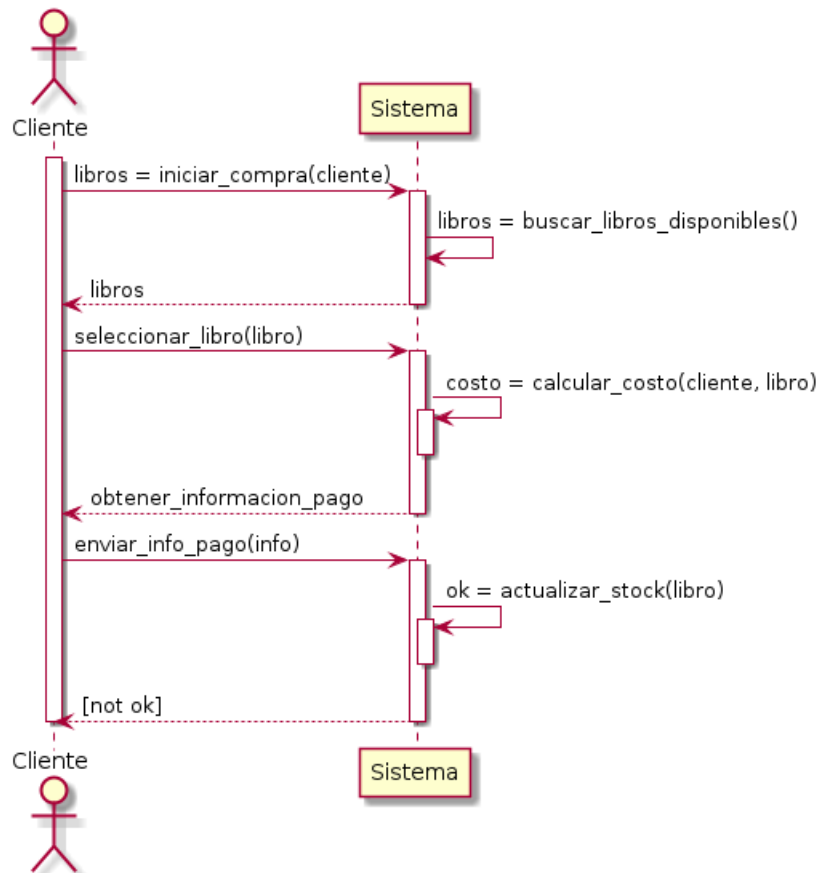 Cliente
Sistema
libros = iniciar_compra(cliente)
libros = buscar_libros_disponibles()
libros
seleccionar_libro(libro)
costo = calcular_costo(cliente, libro)
obtener_informacion_pago
enviar_info_pago(info)
ok = actualizar_stock(libro)
[not ok]
Cliente
Sistema